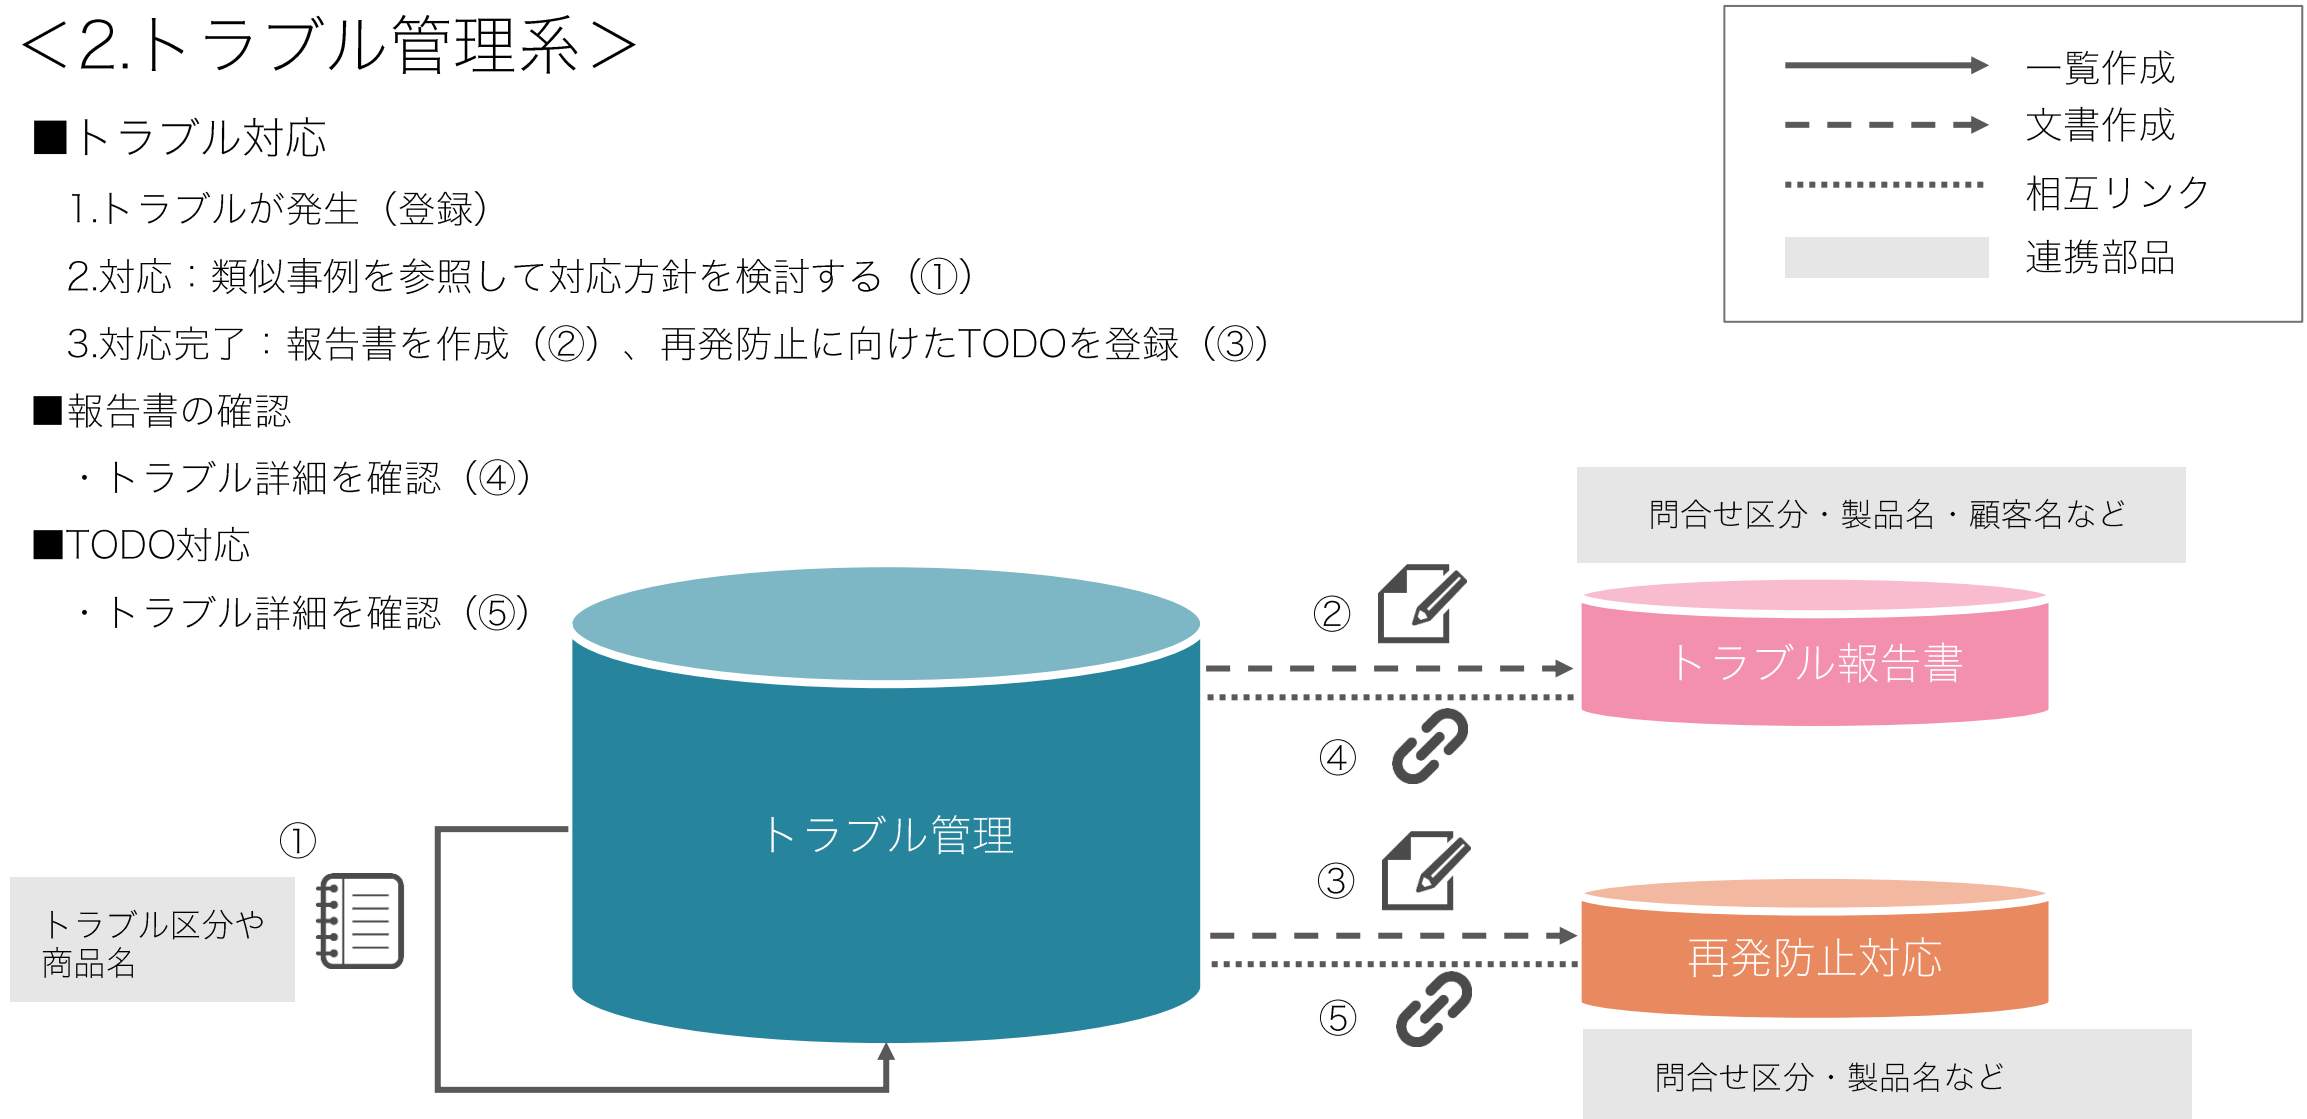 ＜2.トラブル管理系＞
■トラブル対応
1.トラブルが発生（登録）
2.対応：類似事例を参照して対応方針を検討する（①）
3.対応完了：報告書を作成（②）、再発防止に向けたTODOを登録（③）
■報告書の確認
・トラブル詳細を確認（④）
■TODO対応
・トラブル詳細を確認（⑤）
一覧作成
文書作成
相互リンク
連携部品
問合せ区分・製品名・顧客名など
②
トラブル報告書
④
①
トラブル管理
トラブル区分や
商品名
③
再発防止対応
⑤
問合せ区分・製品名など